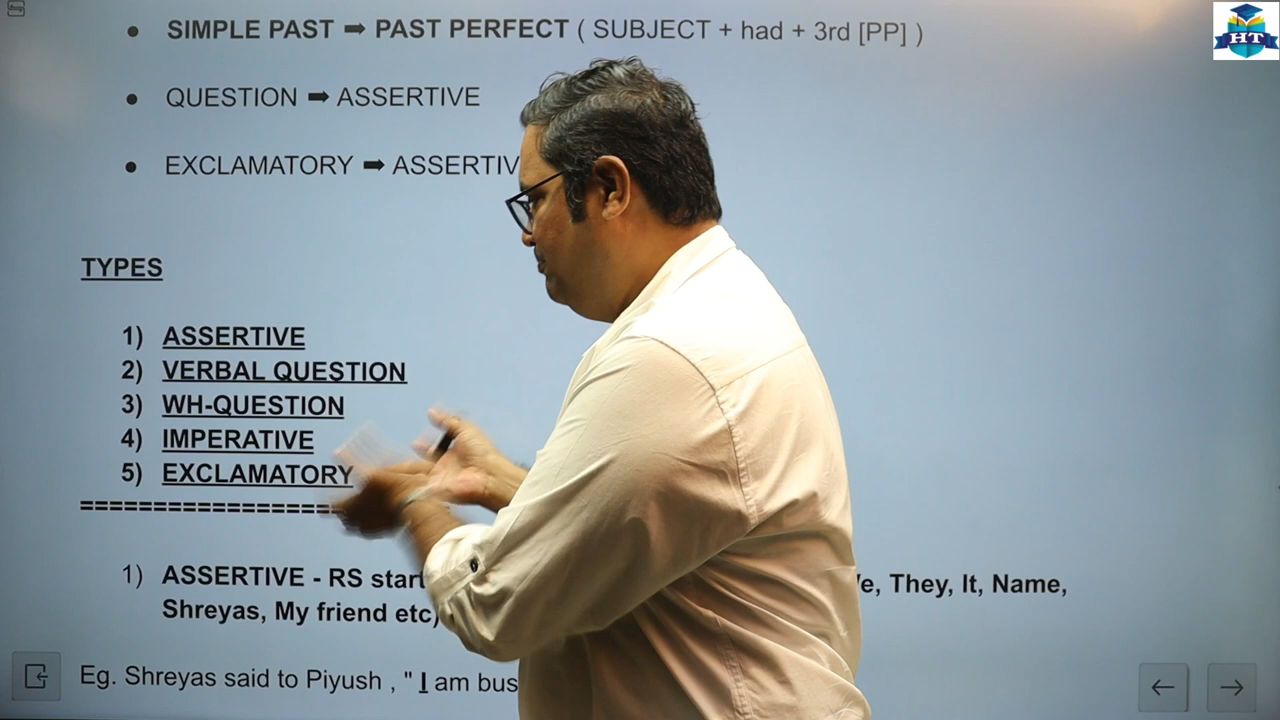 HT
● SIMPLE PAST ➡ PAST PERFECT ( SUBJECT + had + 3rd [PP] )
● QUESTION ➡ ASSERTIVE
● EXCLAMATORY ➡ ASSERTIV
TYPES
1) ASSERTIVE
2) VERBAL QUESTION
3) WH-QUESTION
4) IMPERATIVE
5) EXCLAMATORY
======================
1) ASSERTIVE - RS start e, They, It, Name,
Shreyas, My friend etc)
Eg. Shreyas said to Piyush , " I am bus